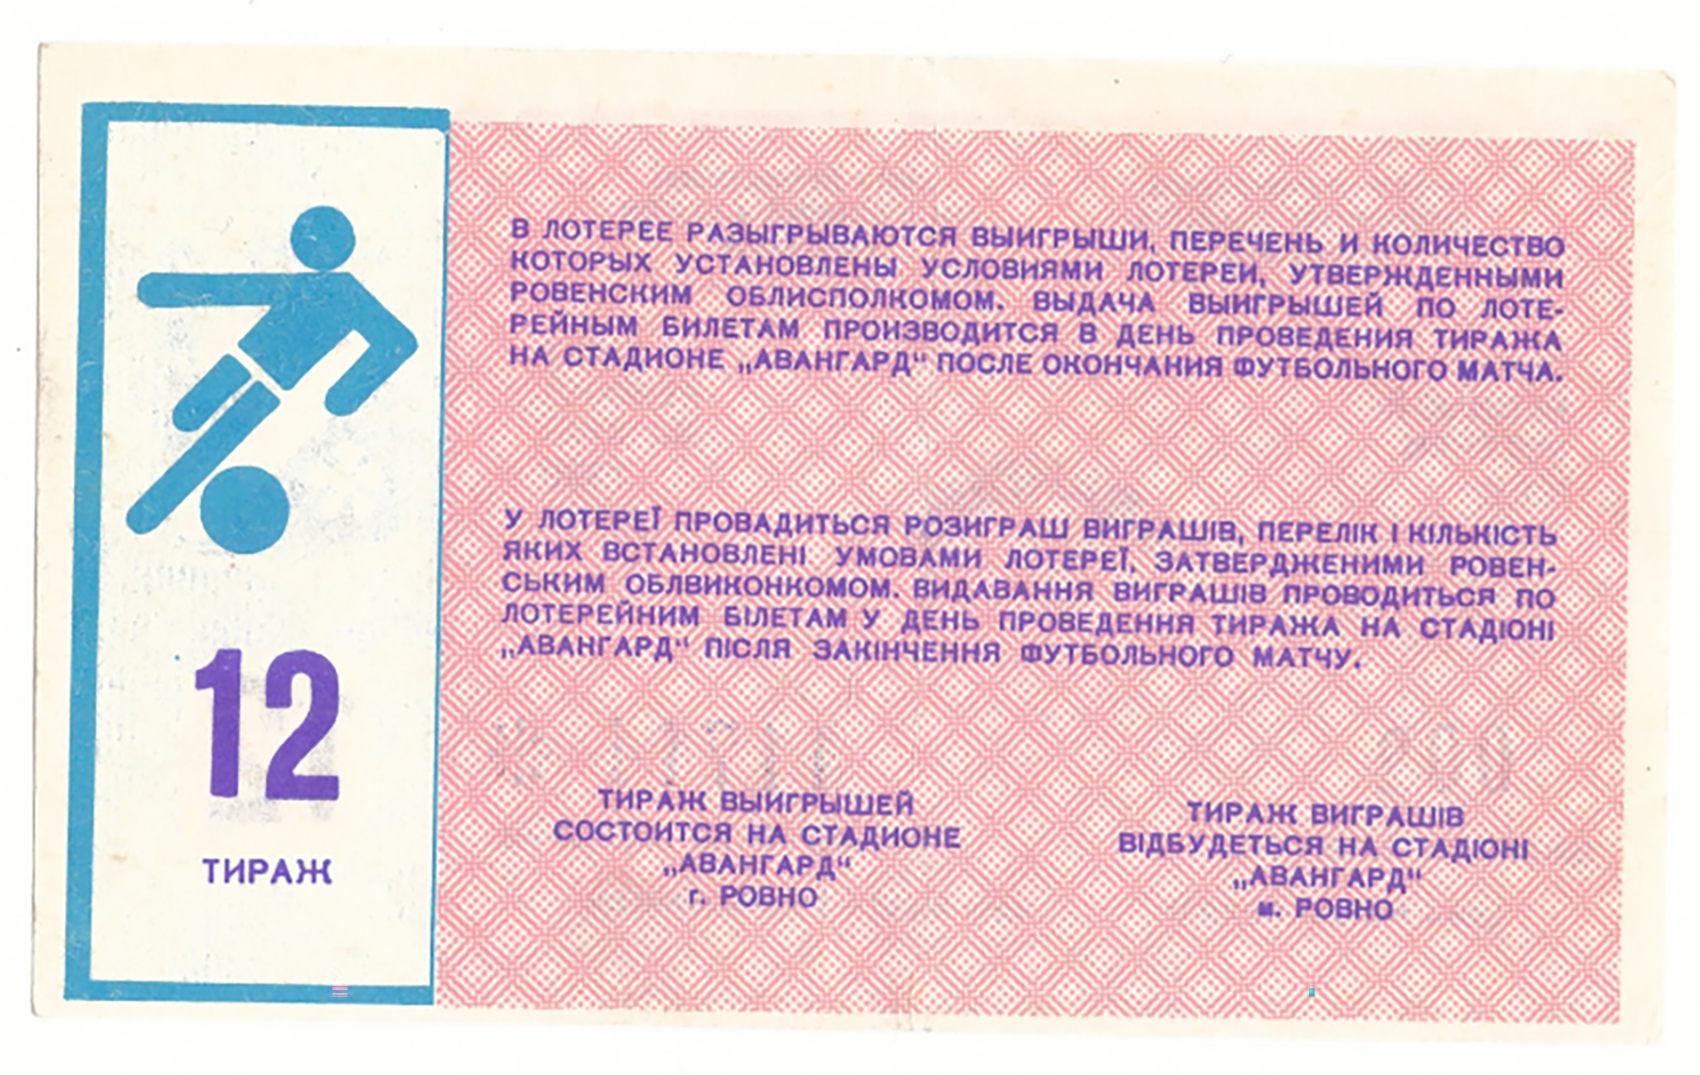 В ЛОТЕРЕЕ РАЗЫГРЫВАЮТСЯ ВЫИГРЫШИ, ПЕРЕЧЕНЬ И КОЛИЧЕСТВО
КОТОРЫХ УСТАНОВЛЕНЫ УСЛОВИЯМИ ЛОТЕРЕИ, УТВЕРЖДЕННЫМИ
РОВЕНСКИМ ОБЛИСПОЛКОМОМ. ВЫДАЧА ВЫИГРЫШЕЙ ПО ЛОТЕ-
РЕЙНЫМ БИЛЕТАМ ПРОИЗВОДИТСЯ В ДЕНЬ ПРОВЕДЕНИЯ ТИРАЖА
НА СТАДИОНЕ „АВАНГАРД“ ПОСЛЕ ОКОНЧАНИЯ ФУТБОЛЬНОГО МАТЧА.
У ЛОТЕРЕЇ ПРОВАДИТЬСЯ РОЗИГРАШ ВИГРАШІВ, ПЕРЕЛІК І КІЛЬКІСТЬ
ЯКИХ ВСТАНОВЛЕНІ УМОВАМИ ЛОТЕРЕЇ, ЗАТВЕРДЖЕНИМИ РОВЕН-
СЬКИМ ОБЛВИКОНКОМОМ. ВИДАВАННЯ ВИГРАШІВ ПРОВОДИТЬСЯ ПО
ЛОТЕРЕЙНИМ БІЛЕТАМ У ДЕНЬ ПРОВЕДЕННЯ ТИРАЖА НА СТАДІОНІ
„АВАНГАРД“ ПІСЛЯ ЗАКІНЧЕННЯ ФУТБОЛЬНОГО МАТЧУ.
12
ТИРАЖ
ТИРАЖ ВЫИГРЫШЕЙ
СОСТОИТСЯ НА СТАДИОНЕ
„АВАНГАРД“
г. РОВНО
ТИРАЖ ВИГРАШІВ
ВІДБУДЕТЬСЯ НА СТАДІОНІ
„АВАНГАРД“
м. РОВНО